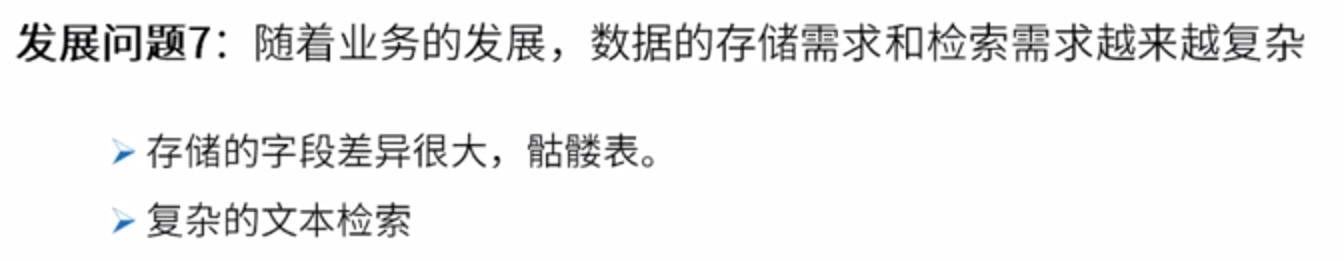 发展问题7：随着业务的发展，数据的存储需求和检索需求越来越复杂
存储的字段差异很大，骷髅表。
复杂的文本检索